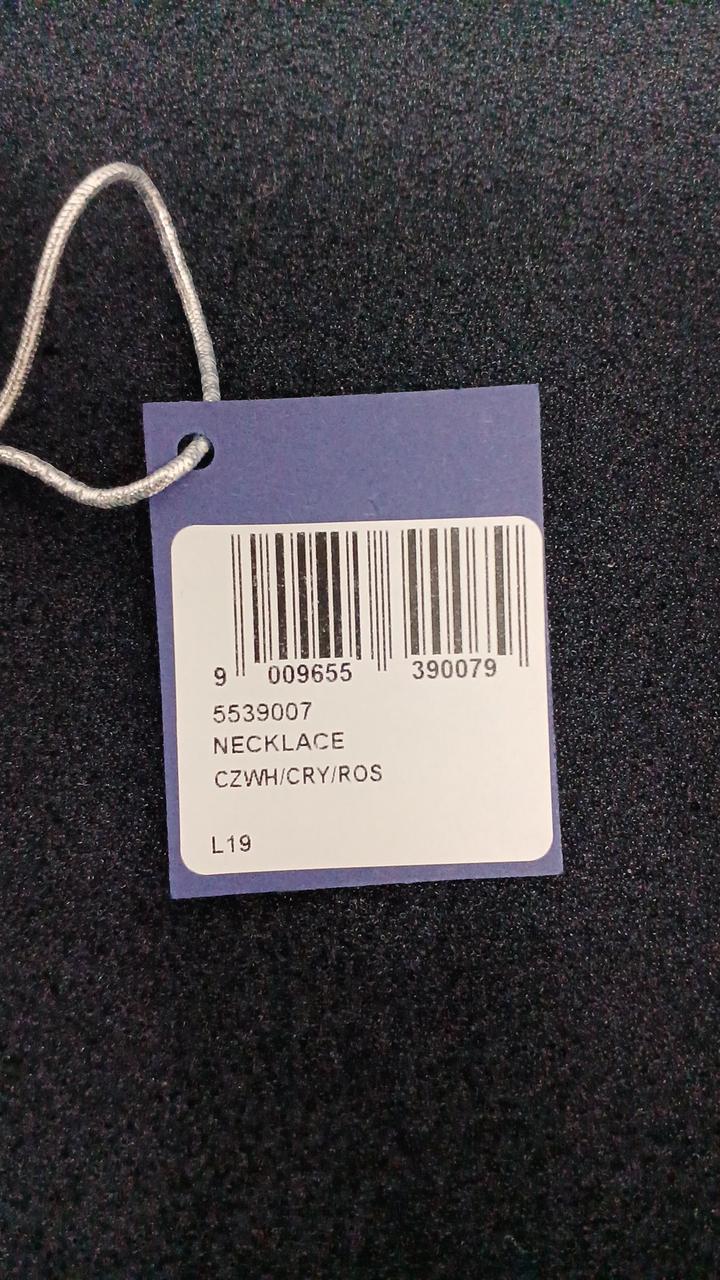 9 009655 390079
5539007
NECKLACE
CZWH/CRY/ROS
L19